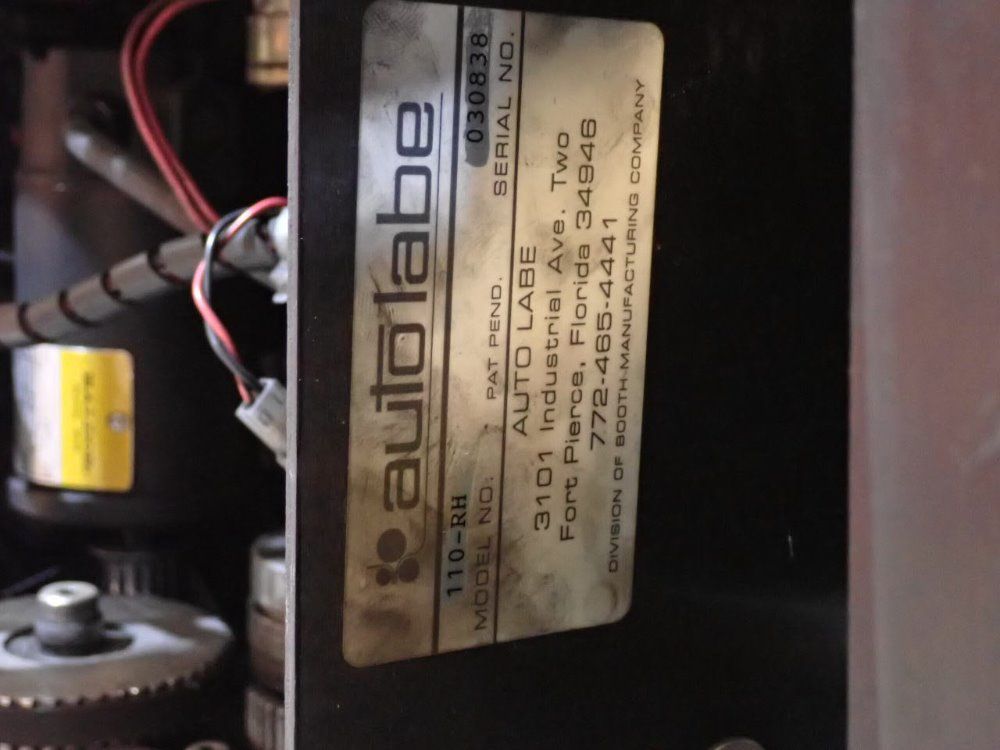 autolabe
110-RH 030838
MODEL NO. PAT PEND. SERIAL NO.
AUTO LABE
3101 Industrial Ave. Two
Fort Pierce, Florida 34946
772-465-4441
DIVISION OF BOOTH MANUFACTURING COMPANY